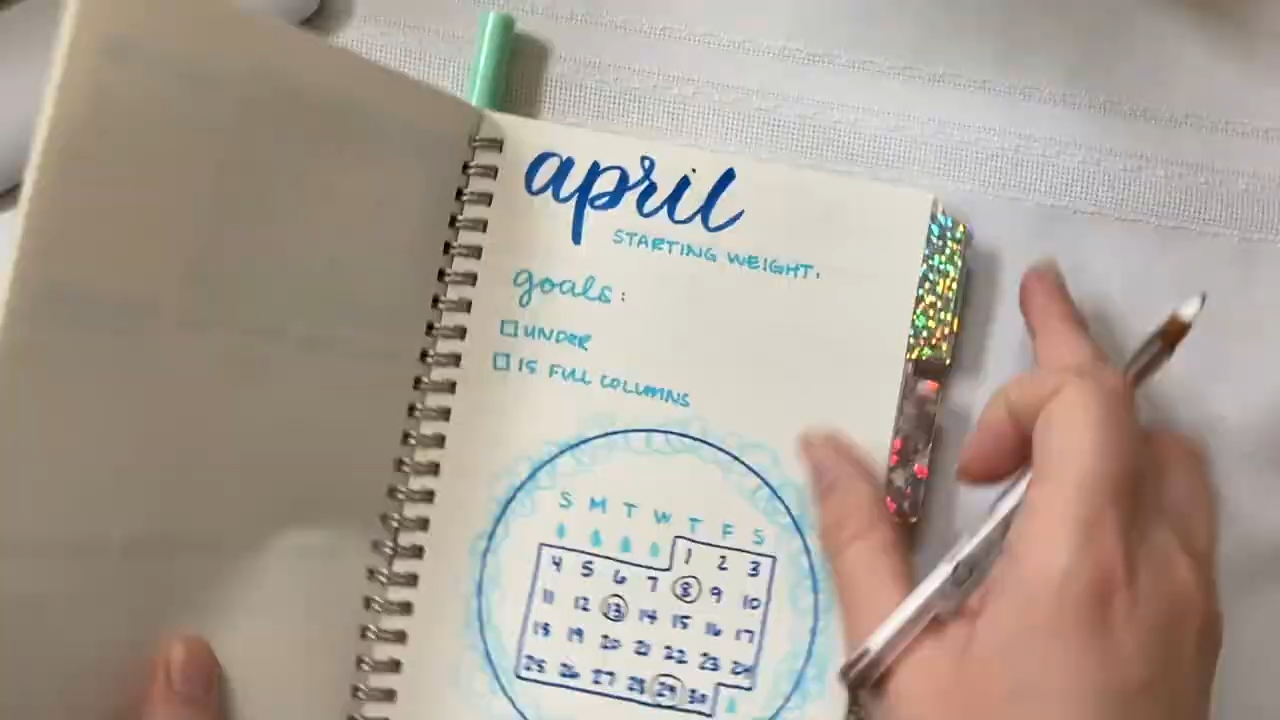 april
STARTING WEIGHT:
goals:
UNDER
15 FULL COLUMNS
S M T W T F S
1 2 3
4 5 6 7 8 9 10
11 12 13 14 15 16 17
18 19 20 21 22 23 24
25 26 27 28 29 30